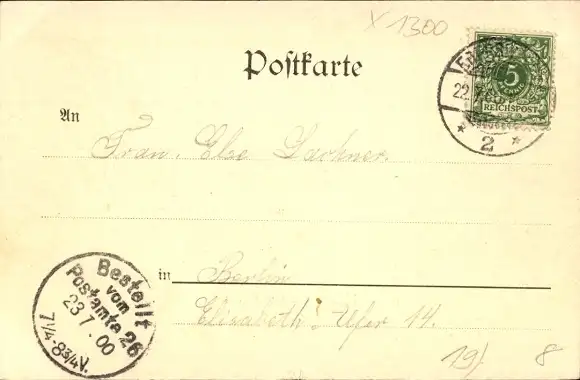 x 1300
Postkarte
5
22.7
REICHSPOST
2
An
Frau. Else Lachner.
in Berlin
Elisabeth Ufer 14.
Bestellt
vom
Postamte 26
23 7. 00
7 1/4-8 3/4 V.
19) 8